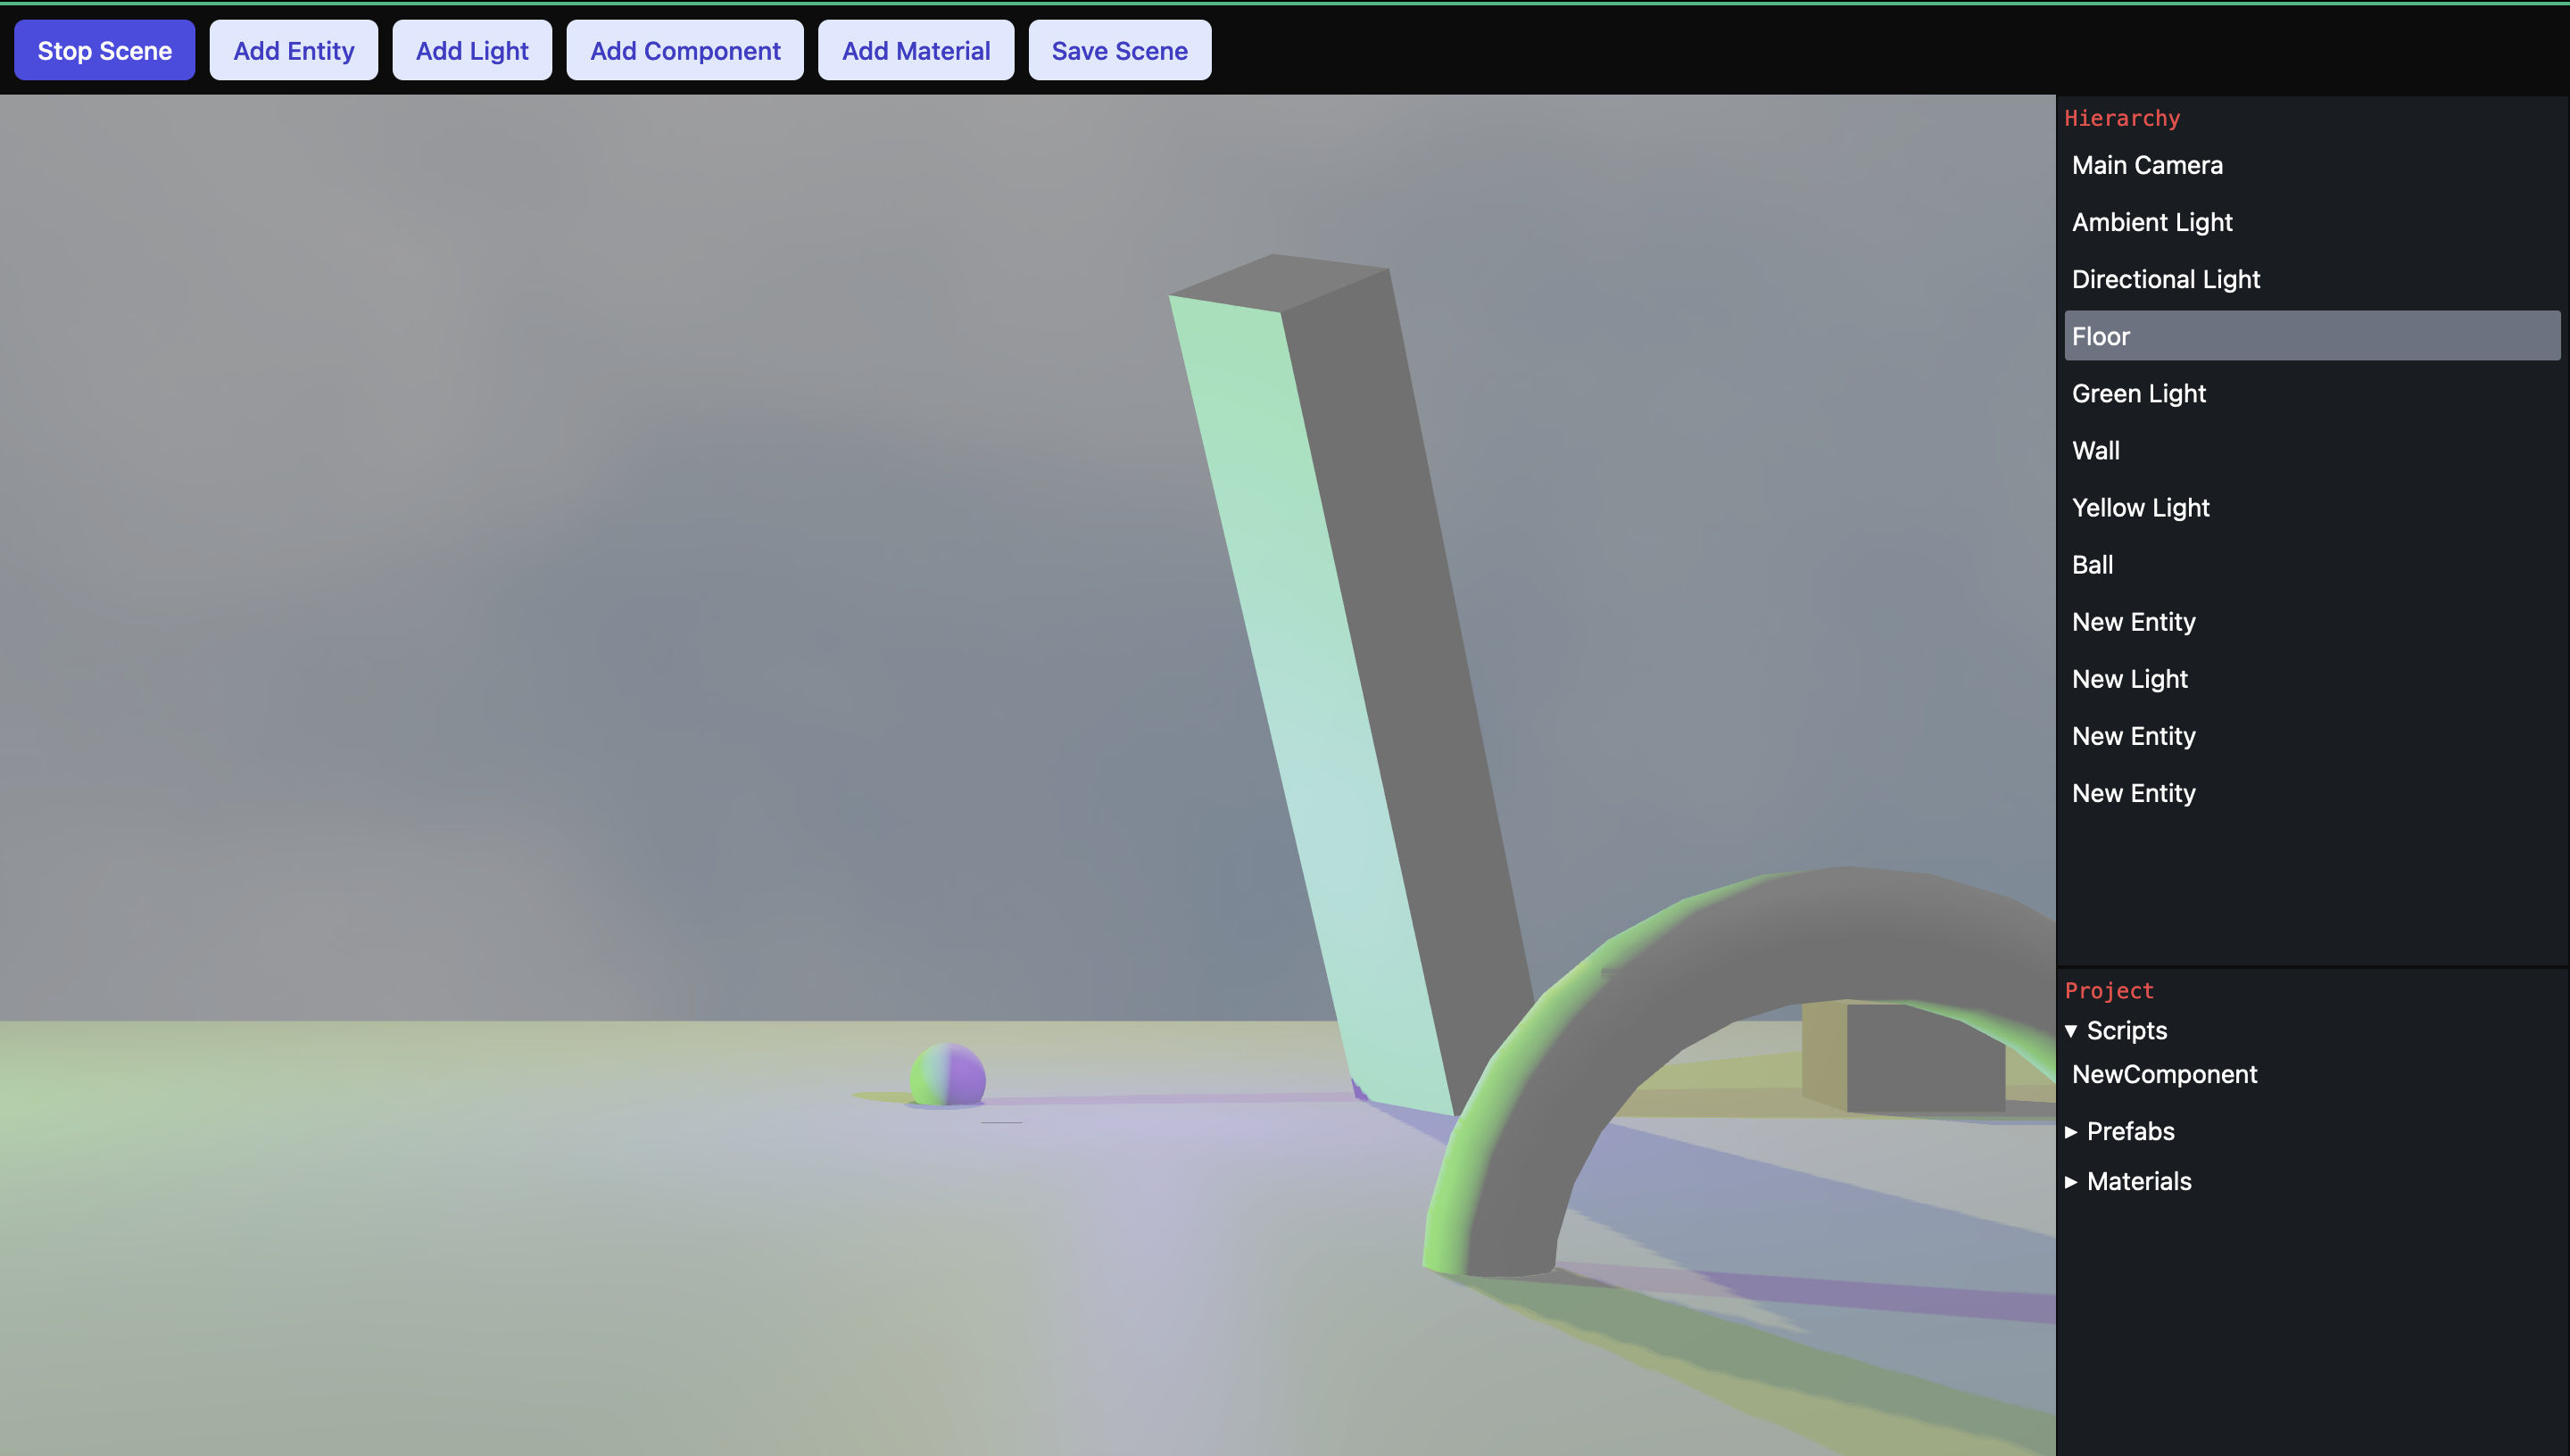 Stop Scene Add Entity Add Light Add Component Add Material Save Scene
Hierarchy
Main Camera
Ambient Light
Directional Light
Floor
Green Light
Wall
Yellow Light
Ball
New Entity
New Light
New Entity
New Entity
Project
▼ Scripts
NewComponent
► Prefabs
► Materials